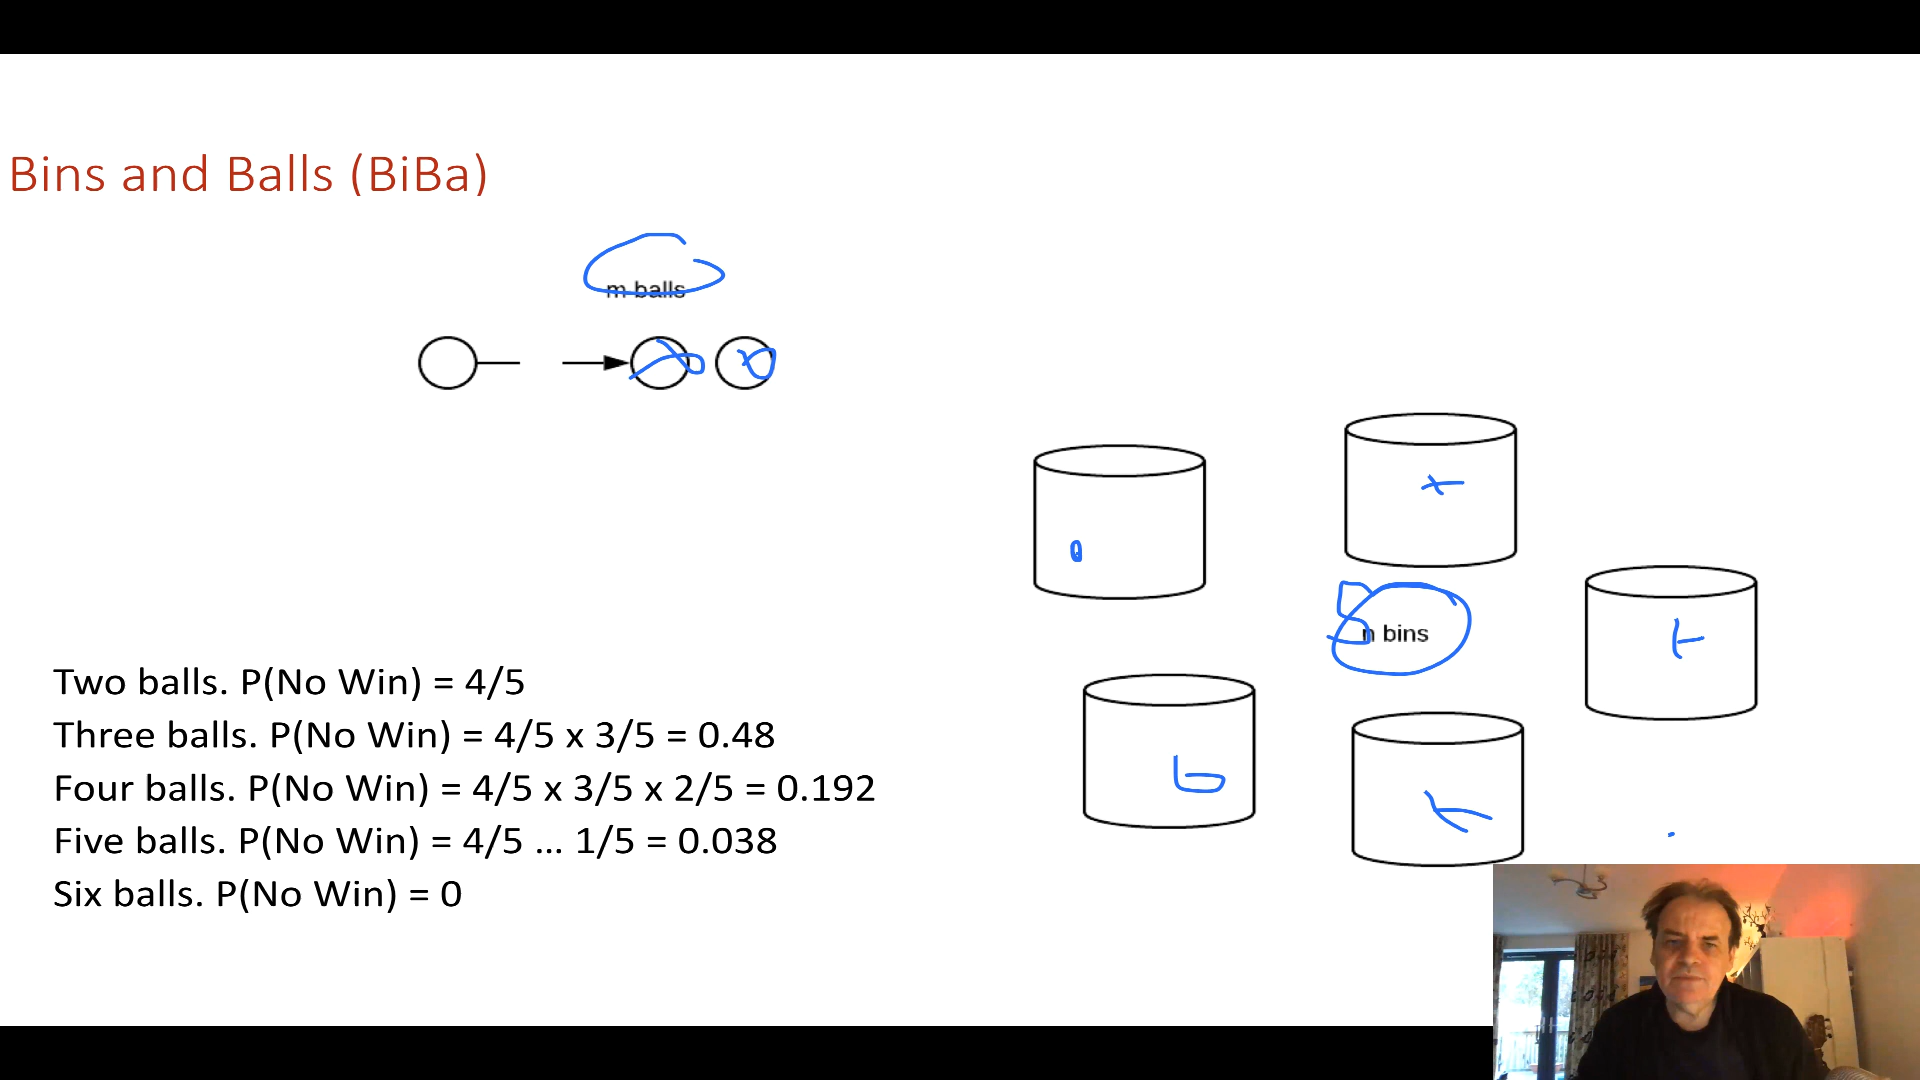 Bins and Balls (BiBa)
m balls
5
n bins
Two balls. P(No Win) = 4/5
Three balls. P(No Win) = 4/5 x 3/5 = 0.48
Four balls. P(No Win) = 4/5 x 3/5 x 2/5 = 0.192
Five balls. P(No Win) = 4/5 ... 1/5 = 0.038
Six balls. P(No Win) = 0